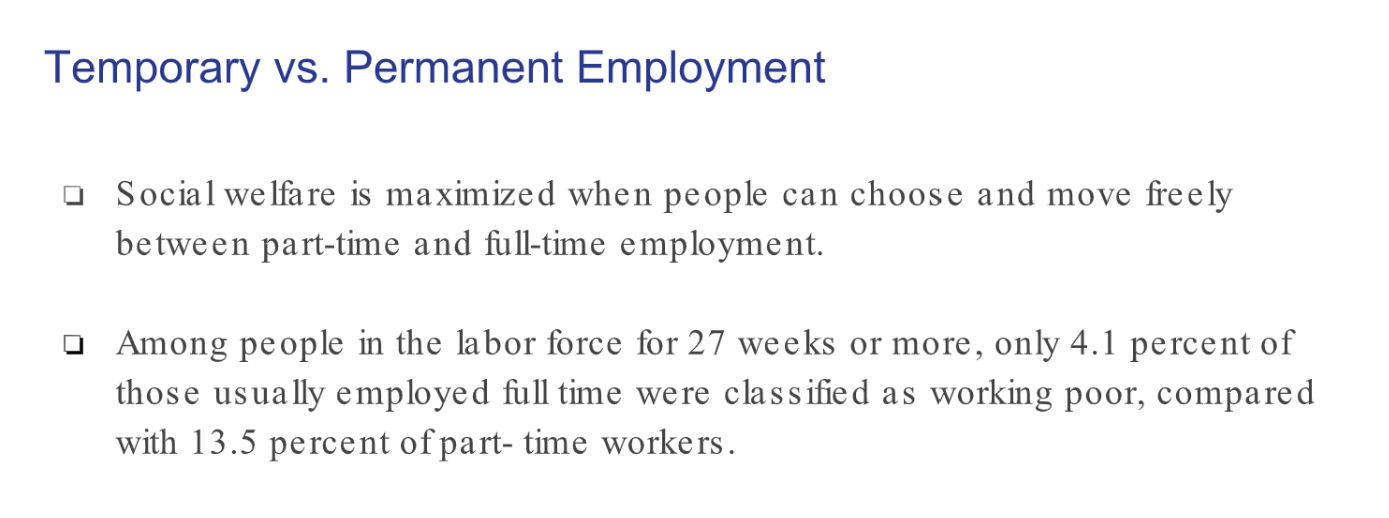 Temporary vs. Permanent Employment
❑ Social welfare is maximized when people can choose and move freely
between part-time and full-time employment.
❑ Among people in the labor force for 27 weeks or more, only 4.1 percent of
those usually employed full time were classified as working poor, compared
with 13.5 percent of part- time workers.